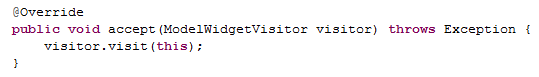 @Override
public void accept(ModelWidgetVisitor visitor) throws Exception {
    visitor.visit(this);
}